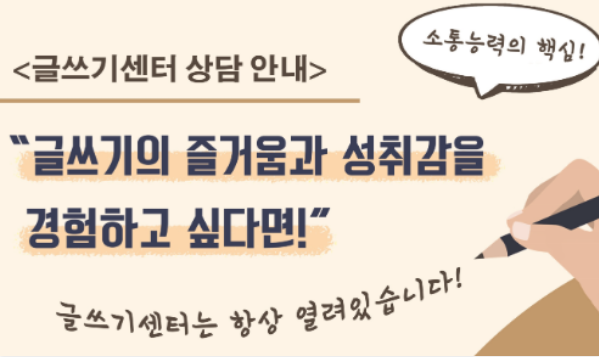 <글쓰기센터 상담 안내>
소통능력의 핵심!
“글쓰기의 즐거움과 성취감을
경험하고 싶다면!”
글쓰기센터는 항상 열려있습니다!